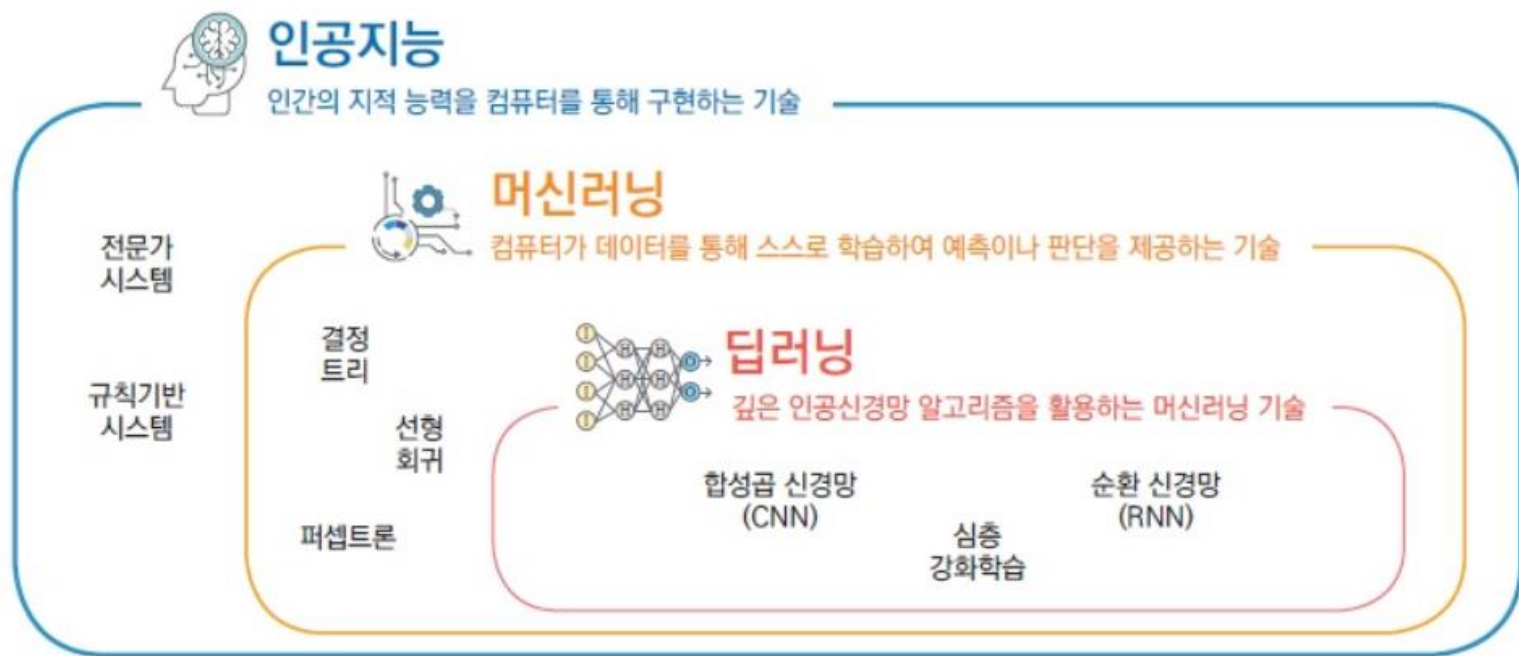 인공지능
인간의 지적 능력을 컴퓨터를 통해 구현하는 기술
머신러닝
컴퓨터가 데이터를 통해 스스로 학습하여 예측이나 판단을 제공하는 기술
전문가
시스템
규칙기반
시스템
결정
트리
선형
회귀
퍼셉트론
딥러닝
깊은 인공신경망 알고리즘을 활용하는 머신러닝 기술
합성곱 신경망
(CNN)
순환 신경망
(RNN)
심층
강화학습